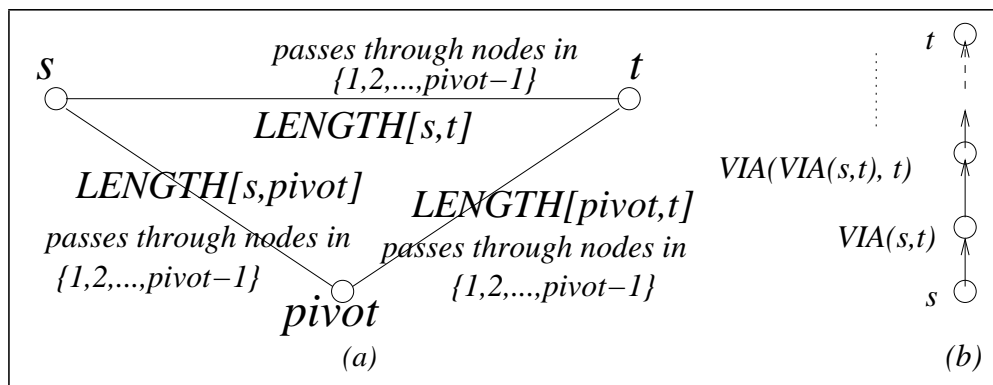 passes through nodes in
{1,2,...,pivot−1}
s
t
LENGTH[s,t]
LENGTH[s,pivot]
LENGTH[pivot,t]
passes through nodes in
{1,2,...,pivot−1}
passes through nodes in
{1,2,...,pivot−1}
pivot
(a)
t
VIA(VIA(s,t), t)
VIA(s,t)
s
(b)